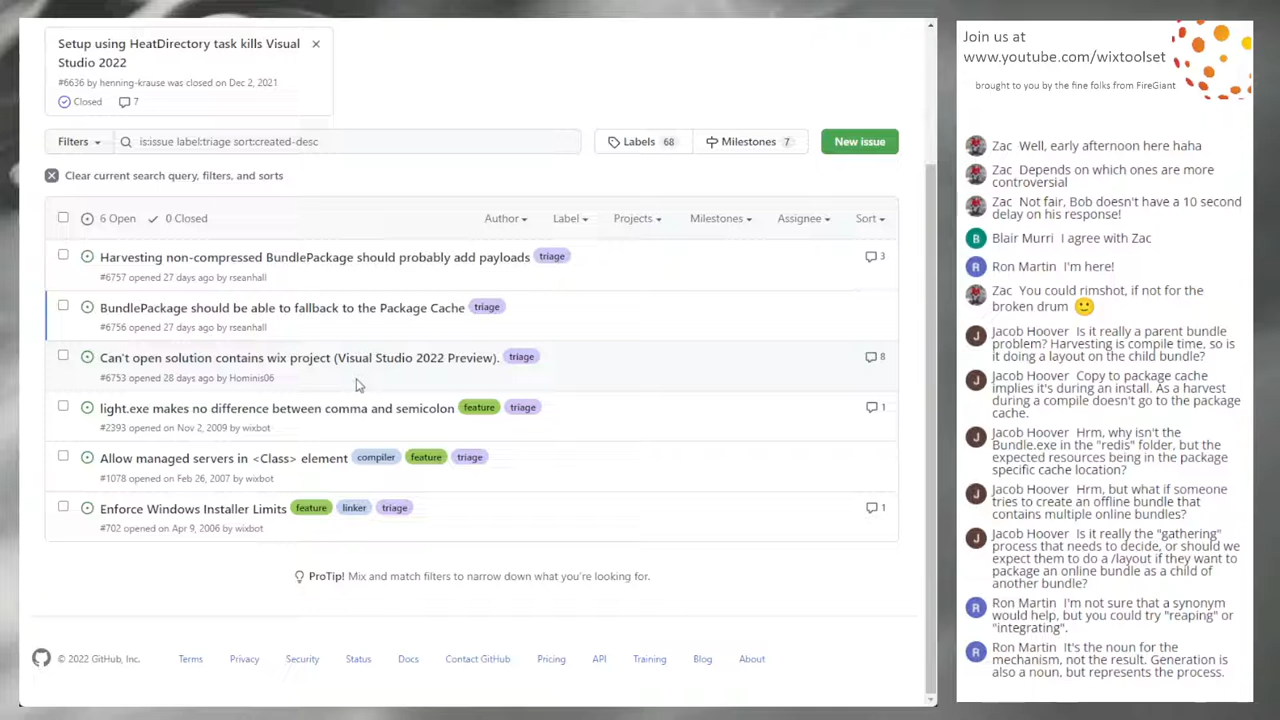 Setup using HeatDirectory task kills Visual
Studio 2022
#6636 by henning-krause was closed on Dec 2, 2021
Closed 7
Filters is:issue label:triage sort:created-desc Labels 68 Milestones 7 New issue
Clear current search query, filters, and sorts
6 Open 0 Closed Author Label Projects Milestones Assignee Sort
Harvesting non-compressed BundlePackage should probably add payloads triage 3
#6757 opened 27 days ago by rseanhall
BundlePackage should be able to fallback to the Package Cache triage
#6756 opened 27 days ago by rseanhall
Can't open solution contains wix project (Visual Studio 2022 Preview). triage 8
#6753 opened 28 days ago by Hominis06
light.exe makes no difference between comma and semicolon feature triage 1
#2393 opened on Nov 2, 2009 by wixbot
Allow managed servers in <Class> element compiler feature triage
#1078 opened on Feb 26, 2007 by wixbot
Enforce Windows Installer Limits feature linker triage 1
#702 opened on Apr 9, 2006 by wixbot
ProTip! Mix and match filters to narrow down what you're looking for.
© 2022 GitHub, Inc. Terms Privacy Security Status Docs Contact GitHub Pricing API Training Blog About
Join us at
www.youtube.com/wixtoolset
brought to you by the fine folks from FireGiant
Zac Well, early afternoon here haha
Zac Depends on which ones are more
controversial
Zac Not fair, Bob doesn't have a 10 second
delay on his response!
B Blair Murri I agree with Zac
R Ron Martin I'm here!
Zac You could rimshot, if not for the
broken drum 🙂
J Jacob Hoover Is it really a parent bundle
problem? Harvesting is compile time, so is
it doing a layout on the child bundle?
J Jacob Hoover Copy to package cache
implies it's during an install. As a harvest
during a compile doesn't go to the package
cache.
J Jacob Hoover Hrm, why isn't the
Bundle.exe in the "redis" folder, but the
expected resources being in the package
specific cache location?
J Jacob Hoover Hrm, but what if someone
tries to create an offline bundle that
contains multiple online bundles?
J Jacob Hoover Is it really the "gathering"
process that needs to decide, or should we
expect them to do a /layout if they want to
package an online bundle as a child of
another bundle?
R Ron Martin I'm not sure that a synonym
would help, but you could try "reaping" or
"integrating".
R Ron Martin It's the noun for the
mechanism, not the result. Generation is
also a noun, but represents the process.